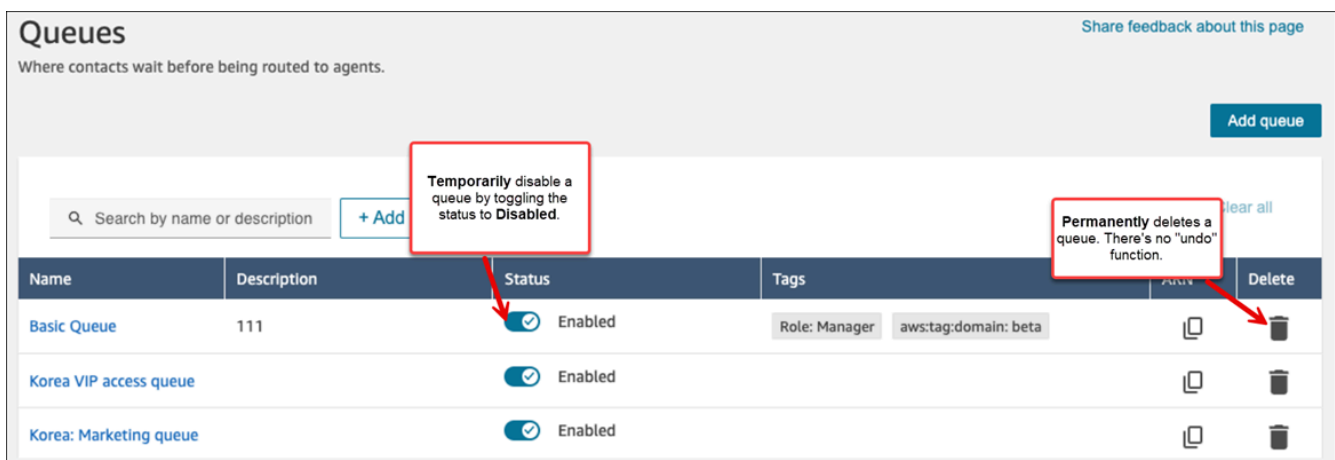 Queues
Share feedback about this page
Where contacts wait before being routed to agents.
Add queue
Temporarily disable a
queue by toggling the
status to Disabled.
Search by name or description
+ Add
Clear all
Permanently deletes a
queue. There's no "undo"
function.
Name Description Status Tags ARN Delete
Basic Queue 111 Enabled Role: Manager aws:tag:domain: beta
Korea VIP access queue Enabled
Korea: Marketing queue Enabled